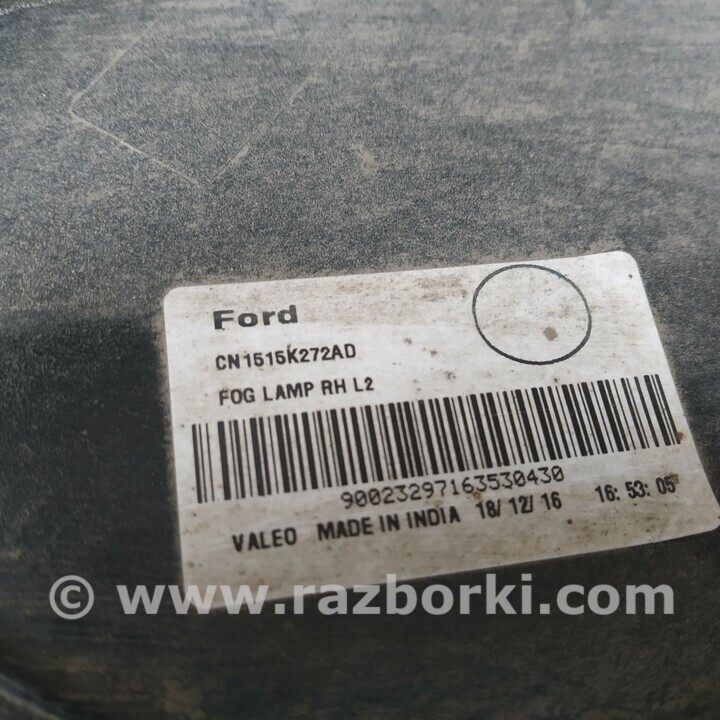 Ford
CN1515K272AD
FOG LAMP RH L2
90023297163530430
VALEO MADE IN INDIA 18/12/16 16:53:05
© www.razborki.com